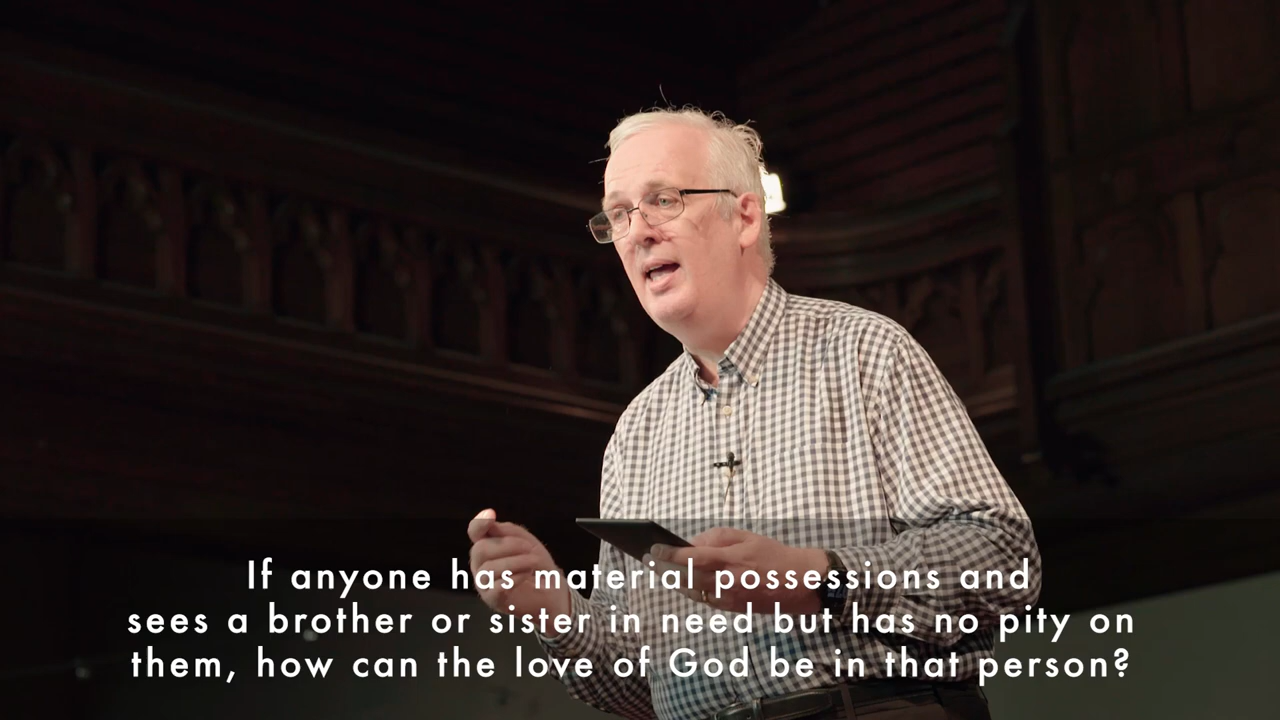 If anyone has material possessions and
sees a brother or sister in need but has no pity on
them, how can the love of God be in that person?